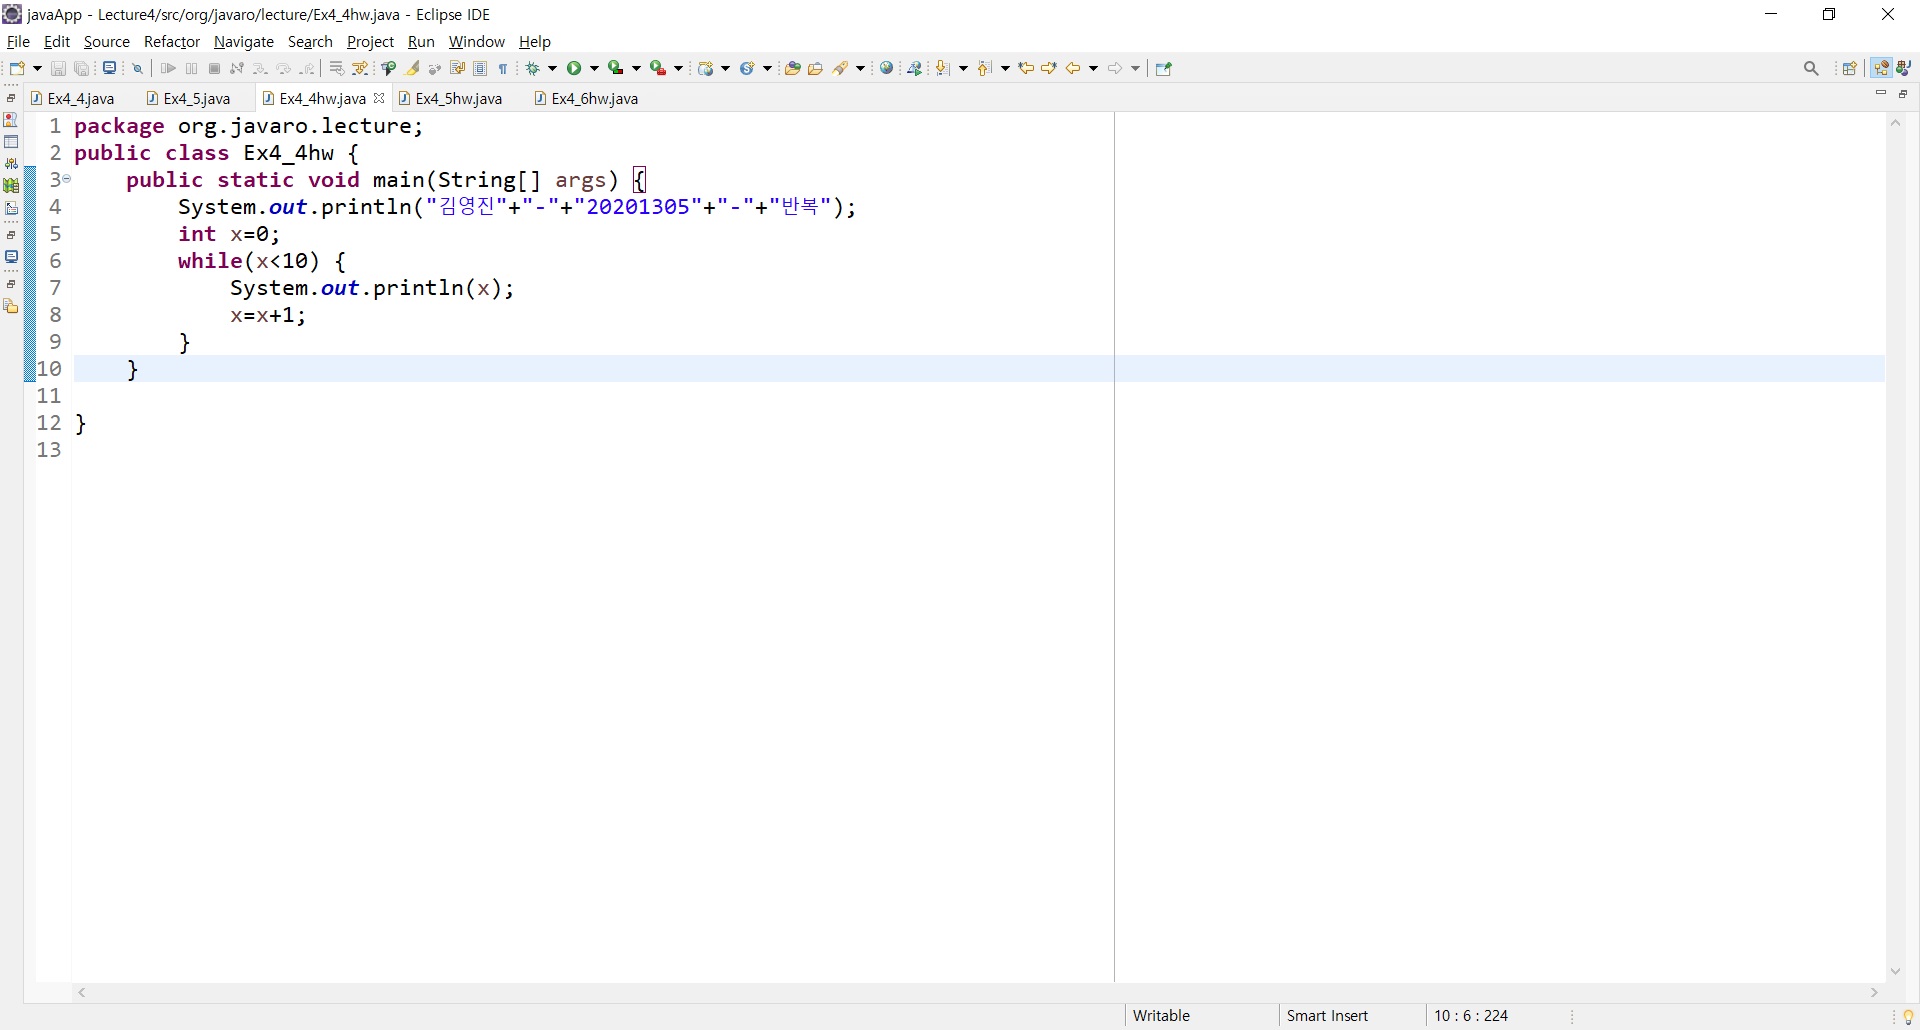 javaApp - Lecture4/src/org/javaro/lecture/Ex4_4hw.java - Eclipse IDE
File Edit Source Refactor Navigate Search Project Run Window Help
Ex4_4.java Ex4_5.java Ex4_4hw.java Ex4_5hw.java Ex4_6hw.java
1 package org.javaro.lecture;
2 public class Ex4_4hw {
3 public static void main(String[] args) {
4 System.out.println("김영진"+"-"+"20201305"+"-"+"반복");
5 int x=0;
6 while(x<10) {
7 System.out.println(x);
8 x=x+1;
9 }
10 }
11
12 }
13
Writable Smart Insert 10 : 6 : 224